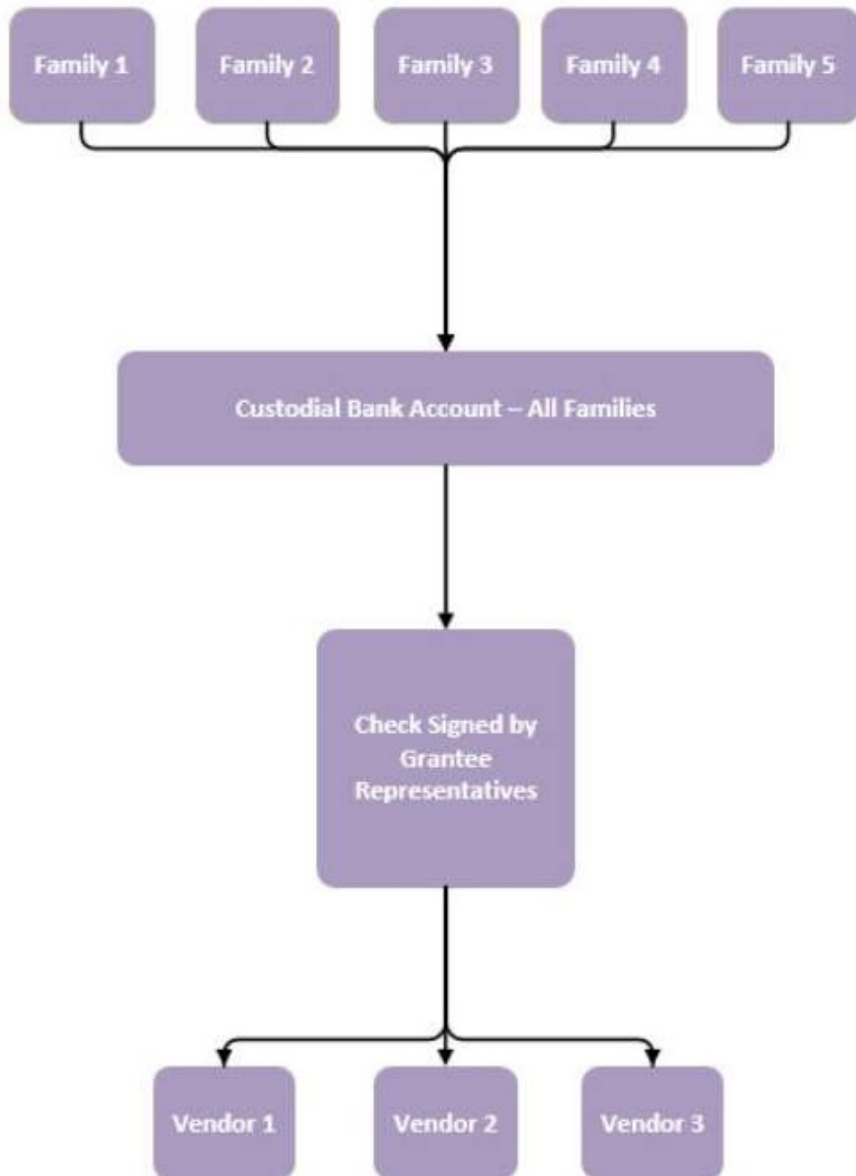 Family 1
Family 2
Family 3
Family 4
Family 5
Custodial Bank Account – All Families
Check Signed by
Grantee
Representatives
Vendor 1
Vendor 2
Vendor 3